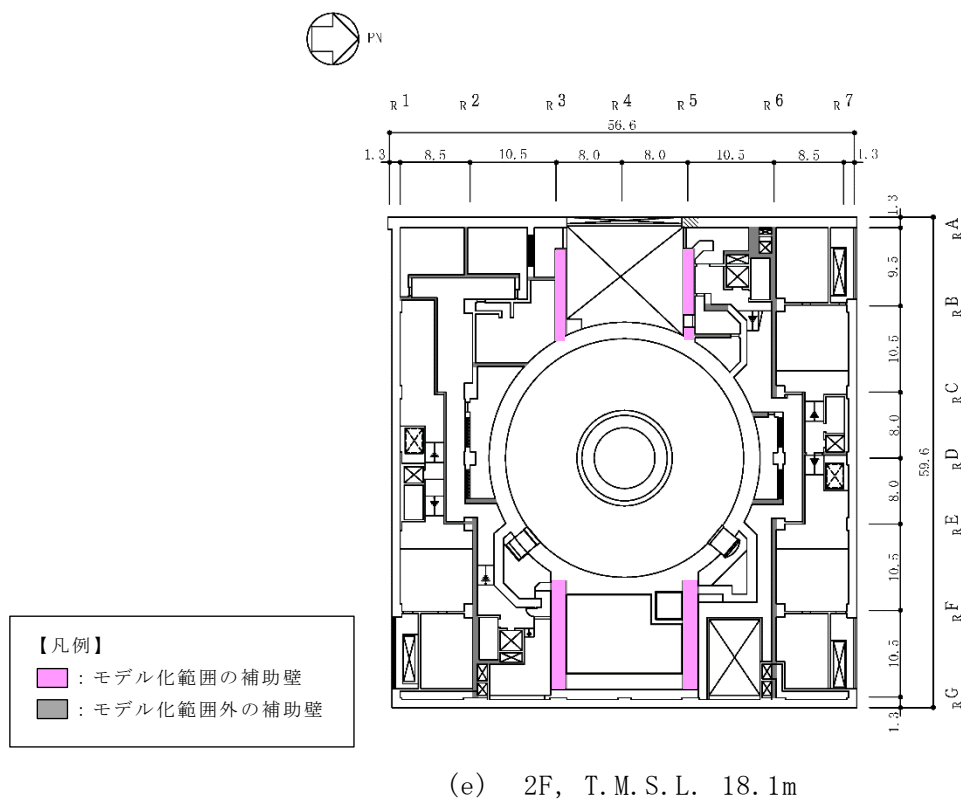 PN
R1 R2 R3 R4 R5 R6 R7
56.6
1.3 8.5 10.5 8.0 8.0 10.5 8.5 1.3
1.3
RA
9.5
RB
10.5
RC
8.0
RD
59.6
8.0
RE
10.5
RF
10.5
RG
1.3
【凡例】
：モデル化範囲の補助壁
：モデル化範囲外の補助壁
(e) 2F, T.M.S.L. 18.1m